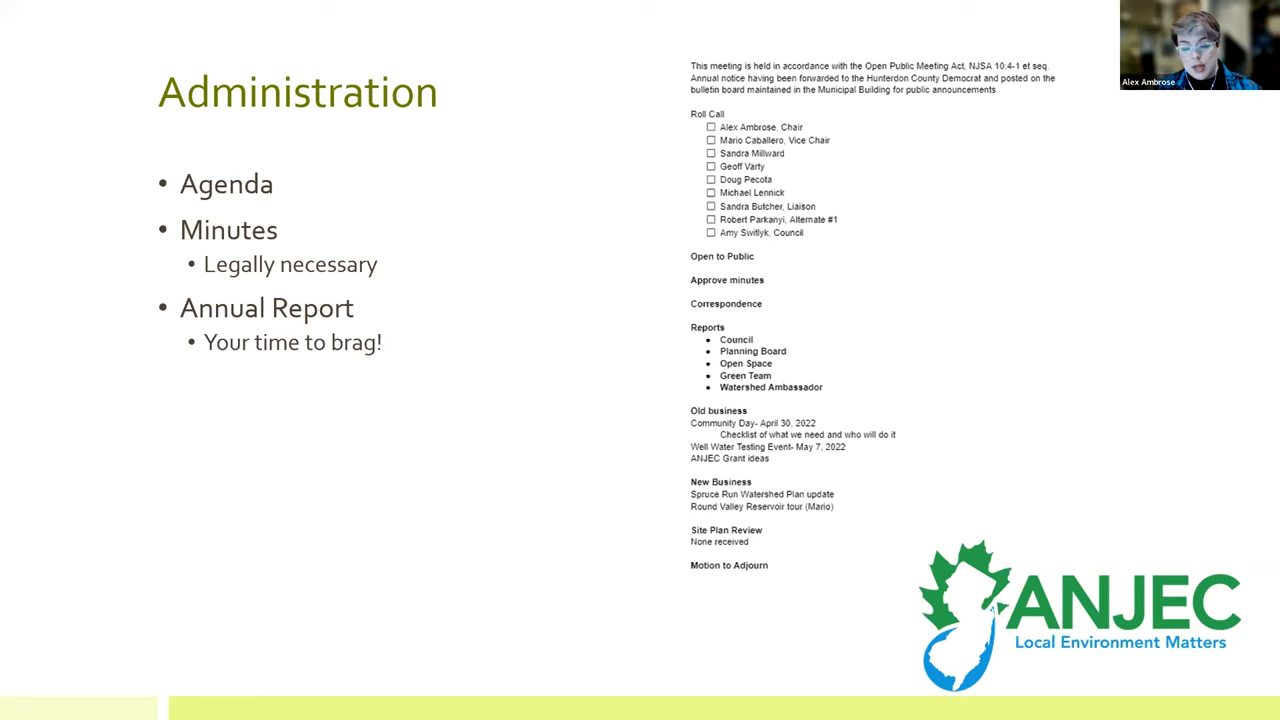 Administration
• Agenda
• Minutes
• Legally necessary
• Annual Report
• Your time to brag!
This meeting is held in accordance with the Open Public Meeting Act, NJSA 10:4-1 et seq.
Annual notice having been forwarded to the Hunterdon County Democrat and posted on the
bulletin board maintained in the Municipal Building for public announcements.
Roll Call
Alex Ambrose, Chair
Mario Caballero, Vice Chair
Sandra Millward
Geoff Varty
Doug Pecota
Michael Lennick
Sandra Butcher, Liaison
Robert Parkanyi, Alternate #1
Amy Switlyk, Council
Open to Public
Approve minutes
Correspondence
Reports
• Council
• Planning Board
• Open Space
• Green Team
• Watershed Ambassador
Old business
Community Day- April 30, 2022
Checklist of what we need and who will do it
Well Water Testing Event- May 7, 2022
ANJEC Grant ideas
New Business
Spruce Run Watershed Plan update
Round Valley Reservoir tour (Mario)
Site Plan Review
None received
Motion to Adjourn
ANJEC
Local Environment Matters
Alex Ambrose